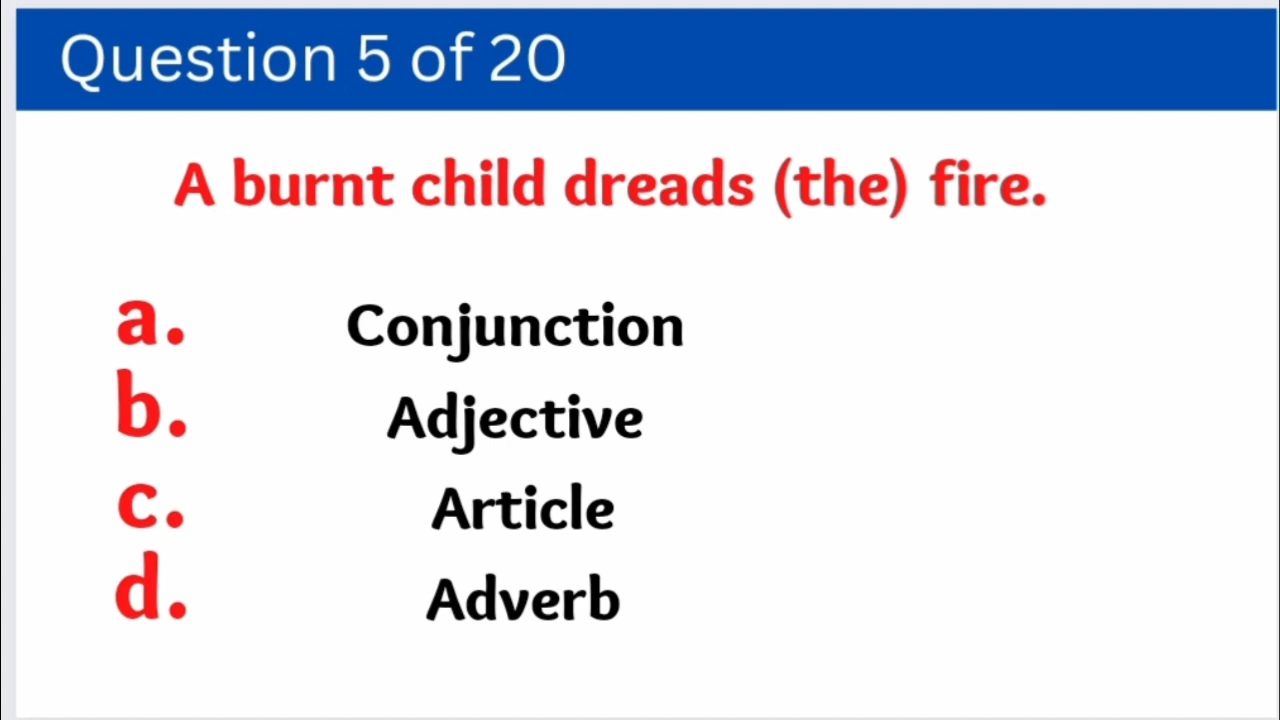 Question 5 of 20
A burnt child dreads (the) fire.
a. Conjunction
b. Adjective
c. Article
d. Adverb